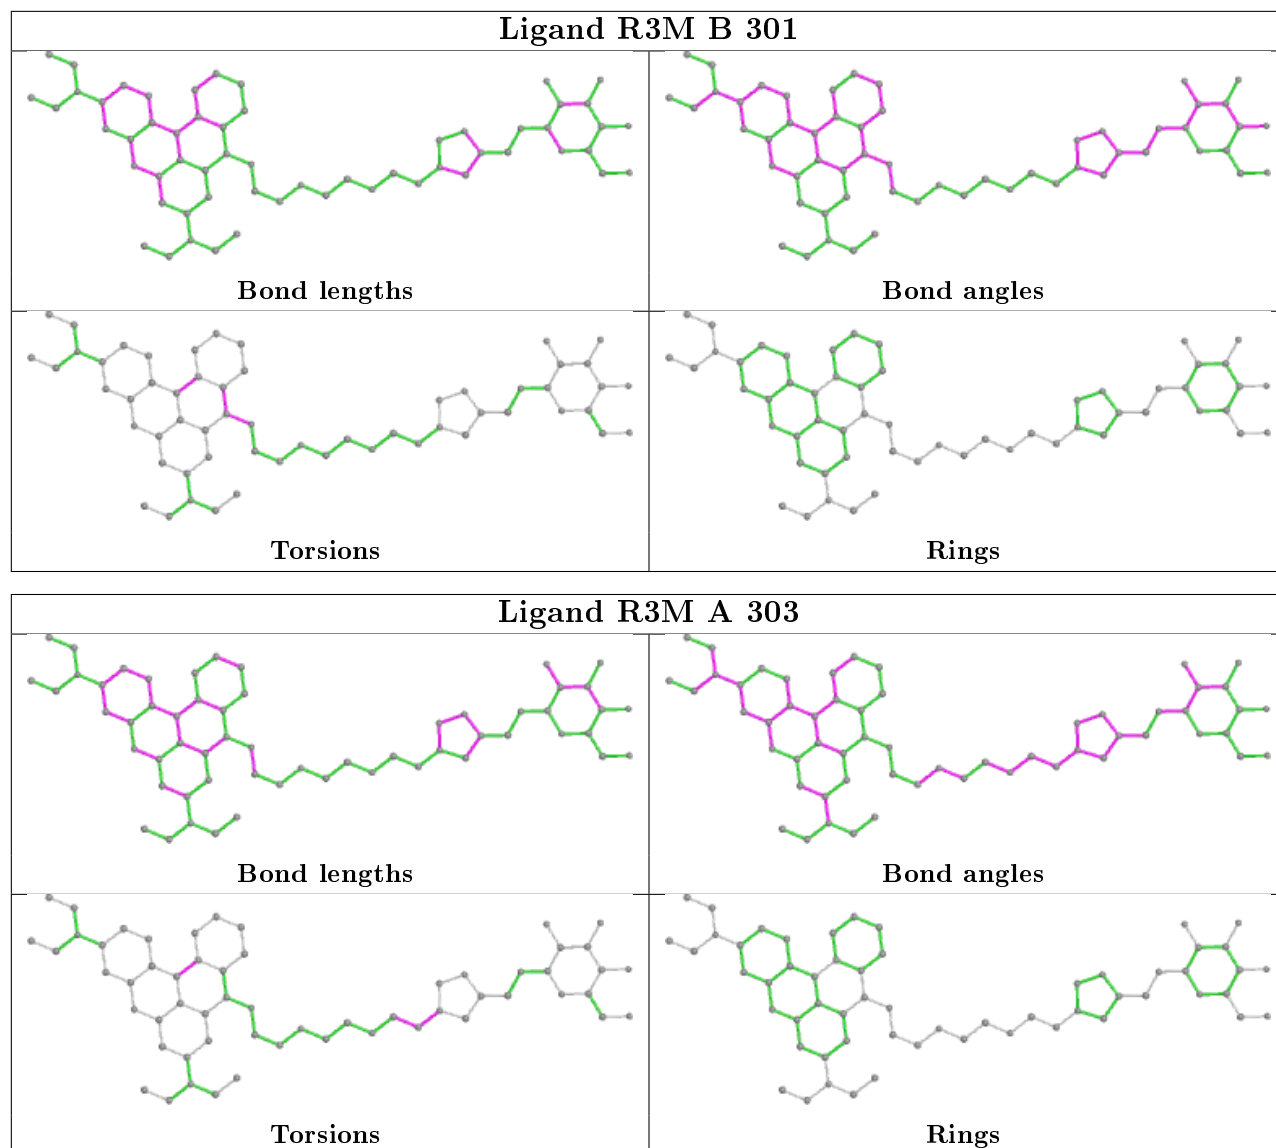 Ligand R3M B 301
Bond lengths
Bond angles
Torsions
Rings
Ligand R3M A 303
Bond lengths
Bond angles
Torsions
Rings